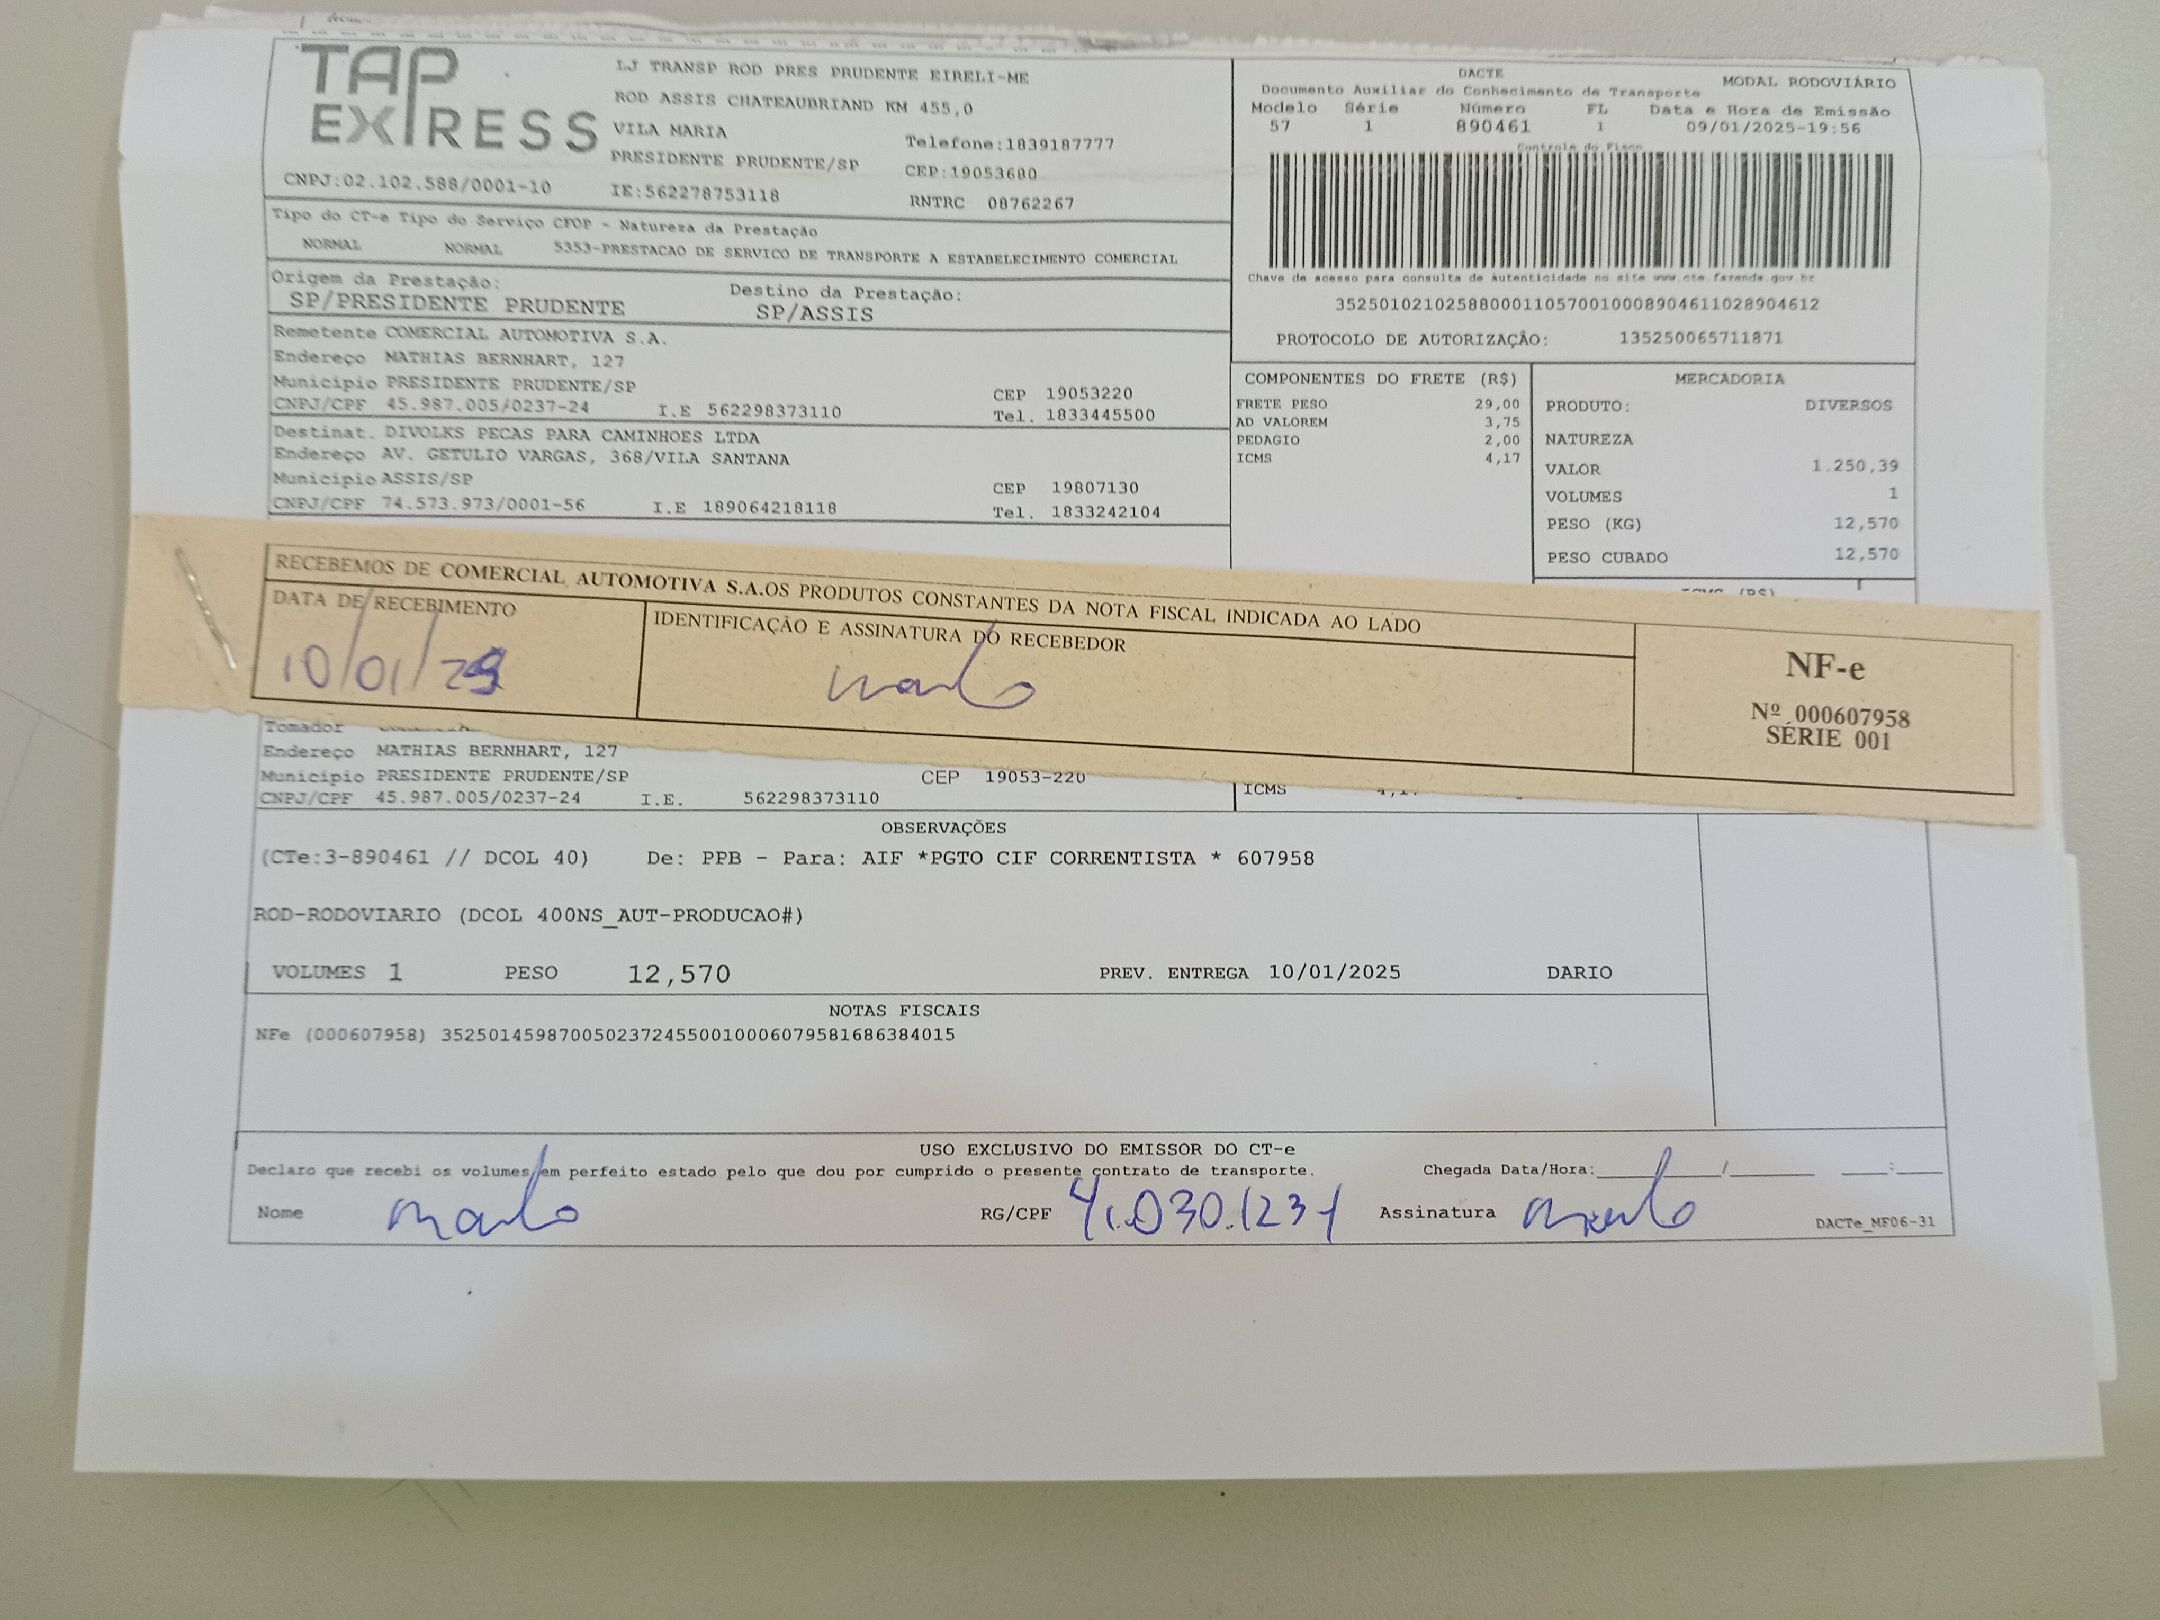 TAP EXPRESS
LJ TRANSP ROD PRES PRUDENTE EIRELI-ME
ROD ASSIS CHATEAUBRIAND KM 455,0
VILA MARIA
Telefone:1839187777
PRESIDENTE PRUDENTE/SP
CEP:19053680
CNPJ:02.102.588/0001-10 IE:562278753118
RNTRC 08762267
DACTE
MODAL RODOVIÁRIO
Documento Auxiliar do Conhecimento de Transporte
Modelo Série Número FL Data e Hora de Emissão
57 1 890461 1 09/01/2025-19:56
Controle do Fisco
Chave de acesso para consulta de autenticidade no site www.cte.fazenda.gov.br
35250102102588000110570010008904611028904612
PROTOCOLO DE AUTORIZAÇÃO: 135250065711871
Tipo do CT-e Tipo do Serviço CFOP - Natureza da Prestação
NORMAL NORMAL 5353-PRESTACAO DE SERVICO DE TRANSPORTE A ESTABELECIMENTO COMERCIAL
Origem da Prestação: Destino da Prestação:
SP/PRESIDENTE PRUDENTE SP/ASSIS
Remetente COMERCIAL AUTOMOTIVA S.A.
Endereço MATHIAS BERNHART, 127
Município PRESIDENTE PRUDENTE/SP CEP 19053220
CNPJ/CPF 45.987.005/0237-24 I.E 562298373110 Tel. 1833445500
Destinat. DIVOLKS PECAS PARA CAMINHOES LTDA
Endereço AV. GETULIO VARGAS, 368/VILA SANTANA
Município ASSIS/SP CEP 19807130
CNPJ/CPF 74.573.973/0001-56 I.E 189064218118 Tel. 1833242104
COMPONENTES DO FRETE (R$)
FRETE PESO 29,00
AD VALOREM 3,75
PEDAGIO 2,00
ICMS 4,17
MERCADORIA
PRODUTO: DIVERSOS
NATUREZA
VALOR 1.250,39
VOLUMES 1
PESO (KG) 12,570
PESO CUBADO 12,570
RECEBEMOS DE COMERCIAL AUTOMOTIVA S.A.OS PRODUTOS CONSTANTES DA NOTA FISCAL INDICADA AO LADO
DATA DE RECEBIMENTO
10/01/25
IDENTIFICAÇÃO E ASSINATURA DO RECEBEDOR
NF-e
Nº 000607958
SÉRIE 001
Tomador
Endereço MATHIAS BERNHART, 127
Município PRESIDENTE PRUDENTE/SP CEP 19053-220
CNPJ/CPF 45.987.005/0237-24 I.E. 562298373110
ICMS
OBSERVAÇÕES
(CTe:3-890461 // DCOL 40) De: PPB - Para: AIF *PGTO CIF CORRENTISTA * 607958
ROD-RODOVIARIO (DCOL 400NS_AUT-PRODUCAO#)
VOLUMES 1 PESO 12,570 PREV. ENTREGA 10/01/2025 DARIO
NOTAS FISCAIS
NFe (000607958) 35250145987005023724550010006079581686384015
USO EXCLUSIVO DO EMISSOR DO CT-e
Declaro que recebi os volumes em perfeito estado pelo que dou por cumprido o presente contrato de transporte. Chegada Data/Hora:____/____ ___:___
Nome RG/CPF 41.030.123-1 Assinatura
DACTe_MF06-31